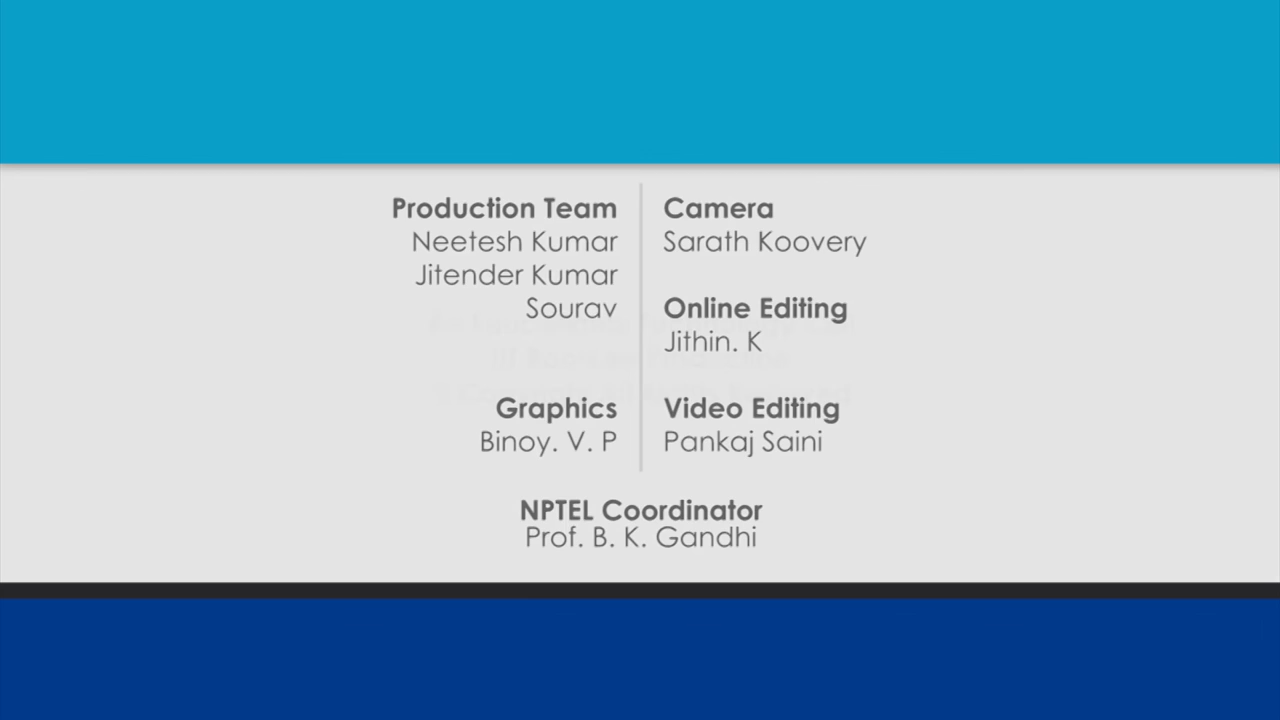 Production Team
Neetesh Kumar
Jitender Kumar
Sourav
Graphics
Binoy. V. P
Camera
Sarath Koovery
Online Editing
Jithin. K
Video Editing
Pankaj Saini
NPTEL Coordinator
Prof. B. K. Gandhi